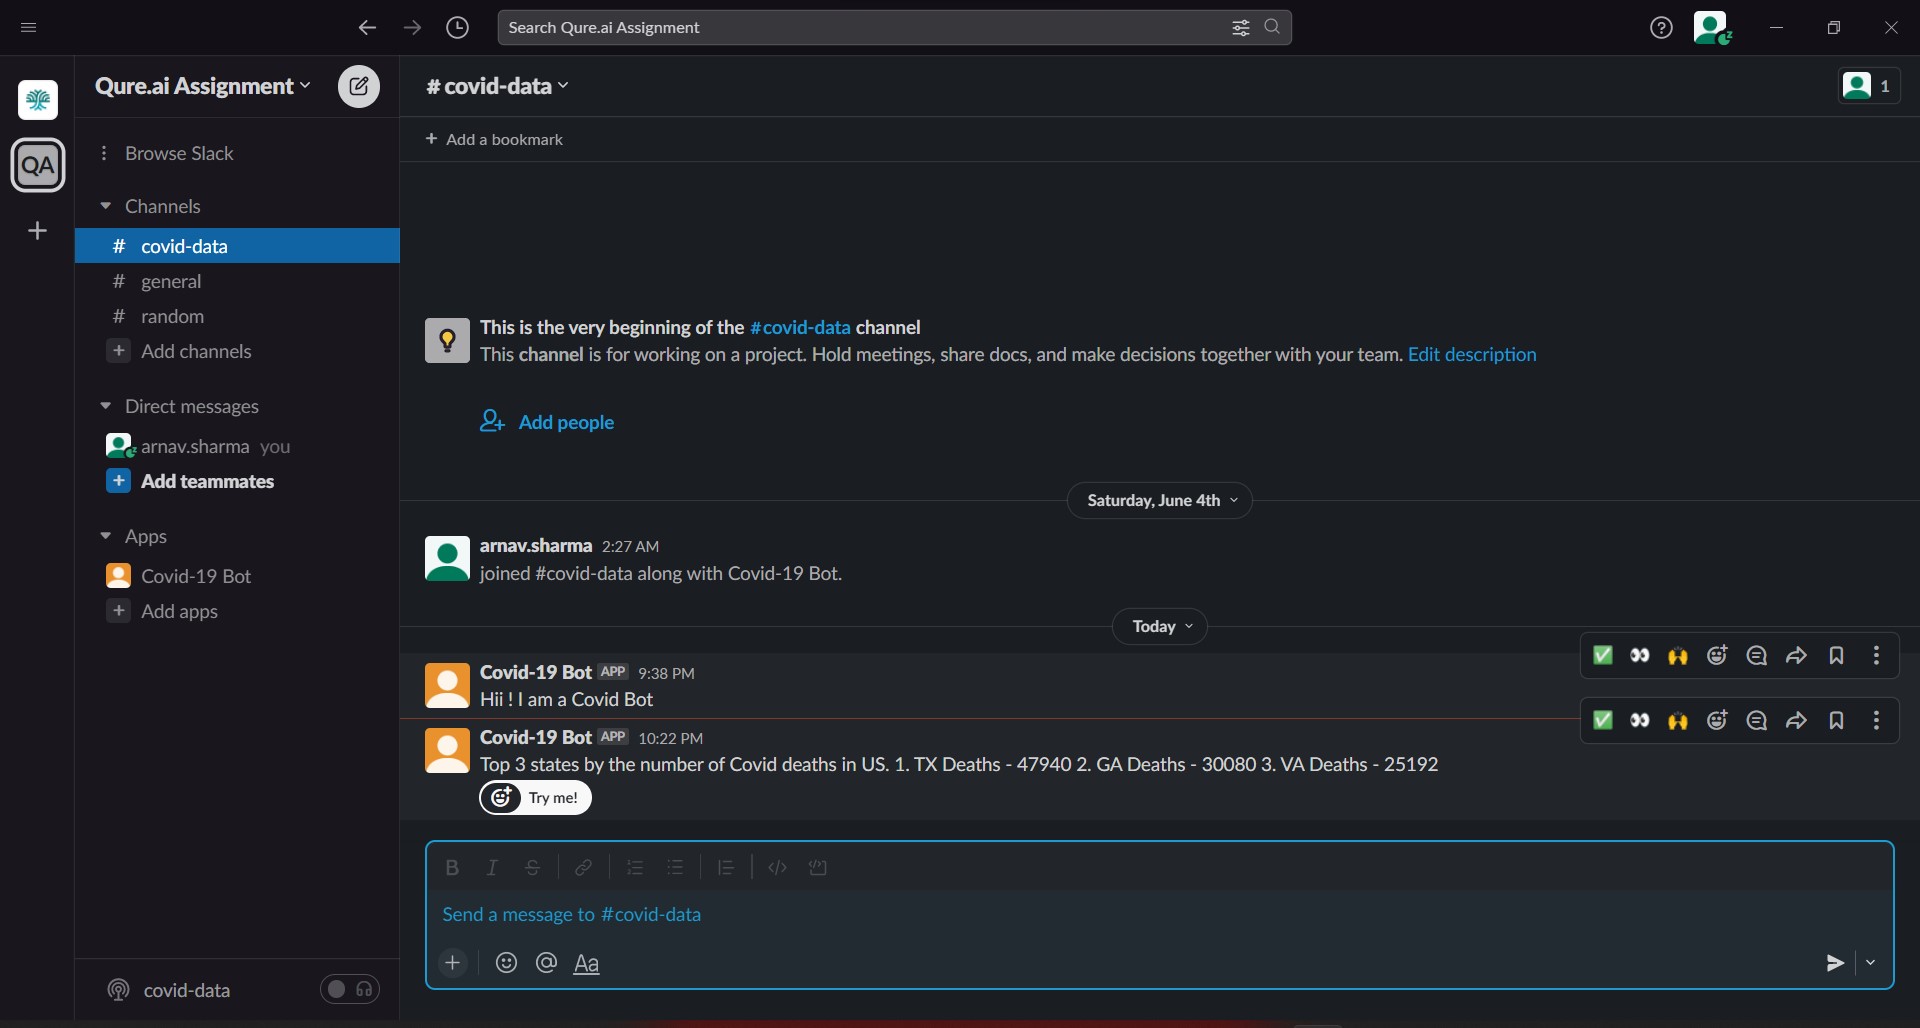 Search Qure.ai Assignment
Qure.ai Assignment
# covid-data
1
QA
+ Add a bookmark
Browse Slack
Channels
# covid-data
# general
# random
+ Add channels
Direct messages
arnav.sharma you
+ Add teammates
Apps
Covid-19 Bot
+ Add apps
covid-data
This is the very beginning of the #covid-data channel
This channel is for working on a project. Hold meetings, share docs, and make decisions together with your team. Edit description
Add people
Saturday, June 4th
arnav.sharma 2:27 AM
joined #covid-data along with Covid-19 Bot.
Today
Covid-19 Bot APP 9:38 PM
Hii ! I am a Covid Bot
Covid-19 Bot APP 10:22 PM
Top 3 states by the number of Covid deaths in US. 1. TX Deaths - 47940 2. GA Deaths - 30080 3. VA Deaths - 25192
Try me!
B I S
Send a message to #covid-data
+ @ Aa